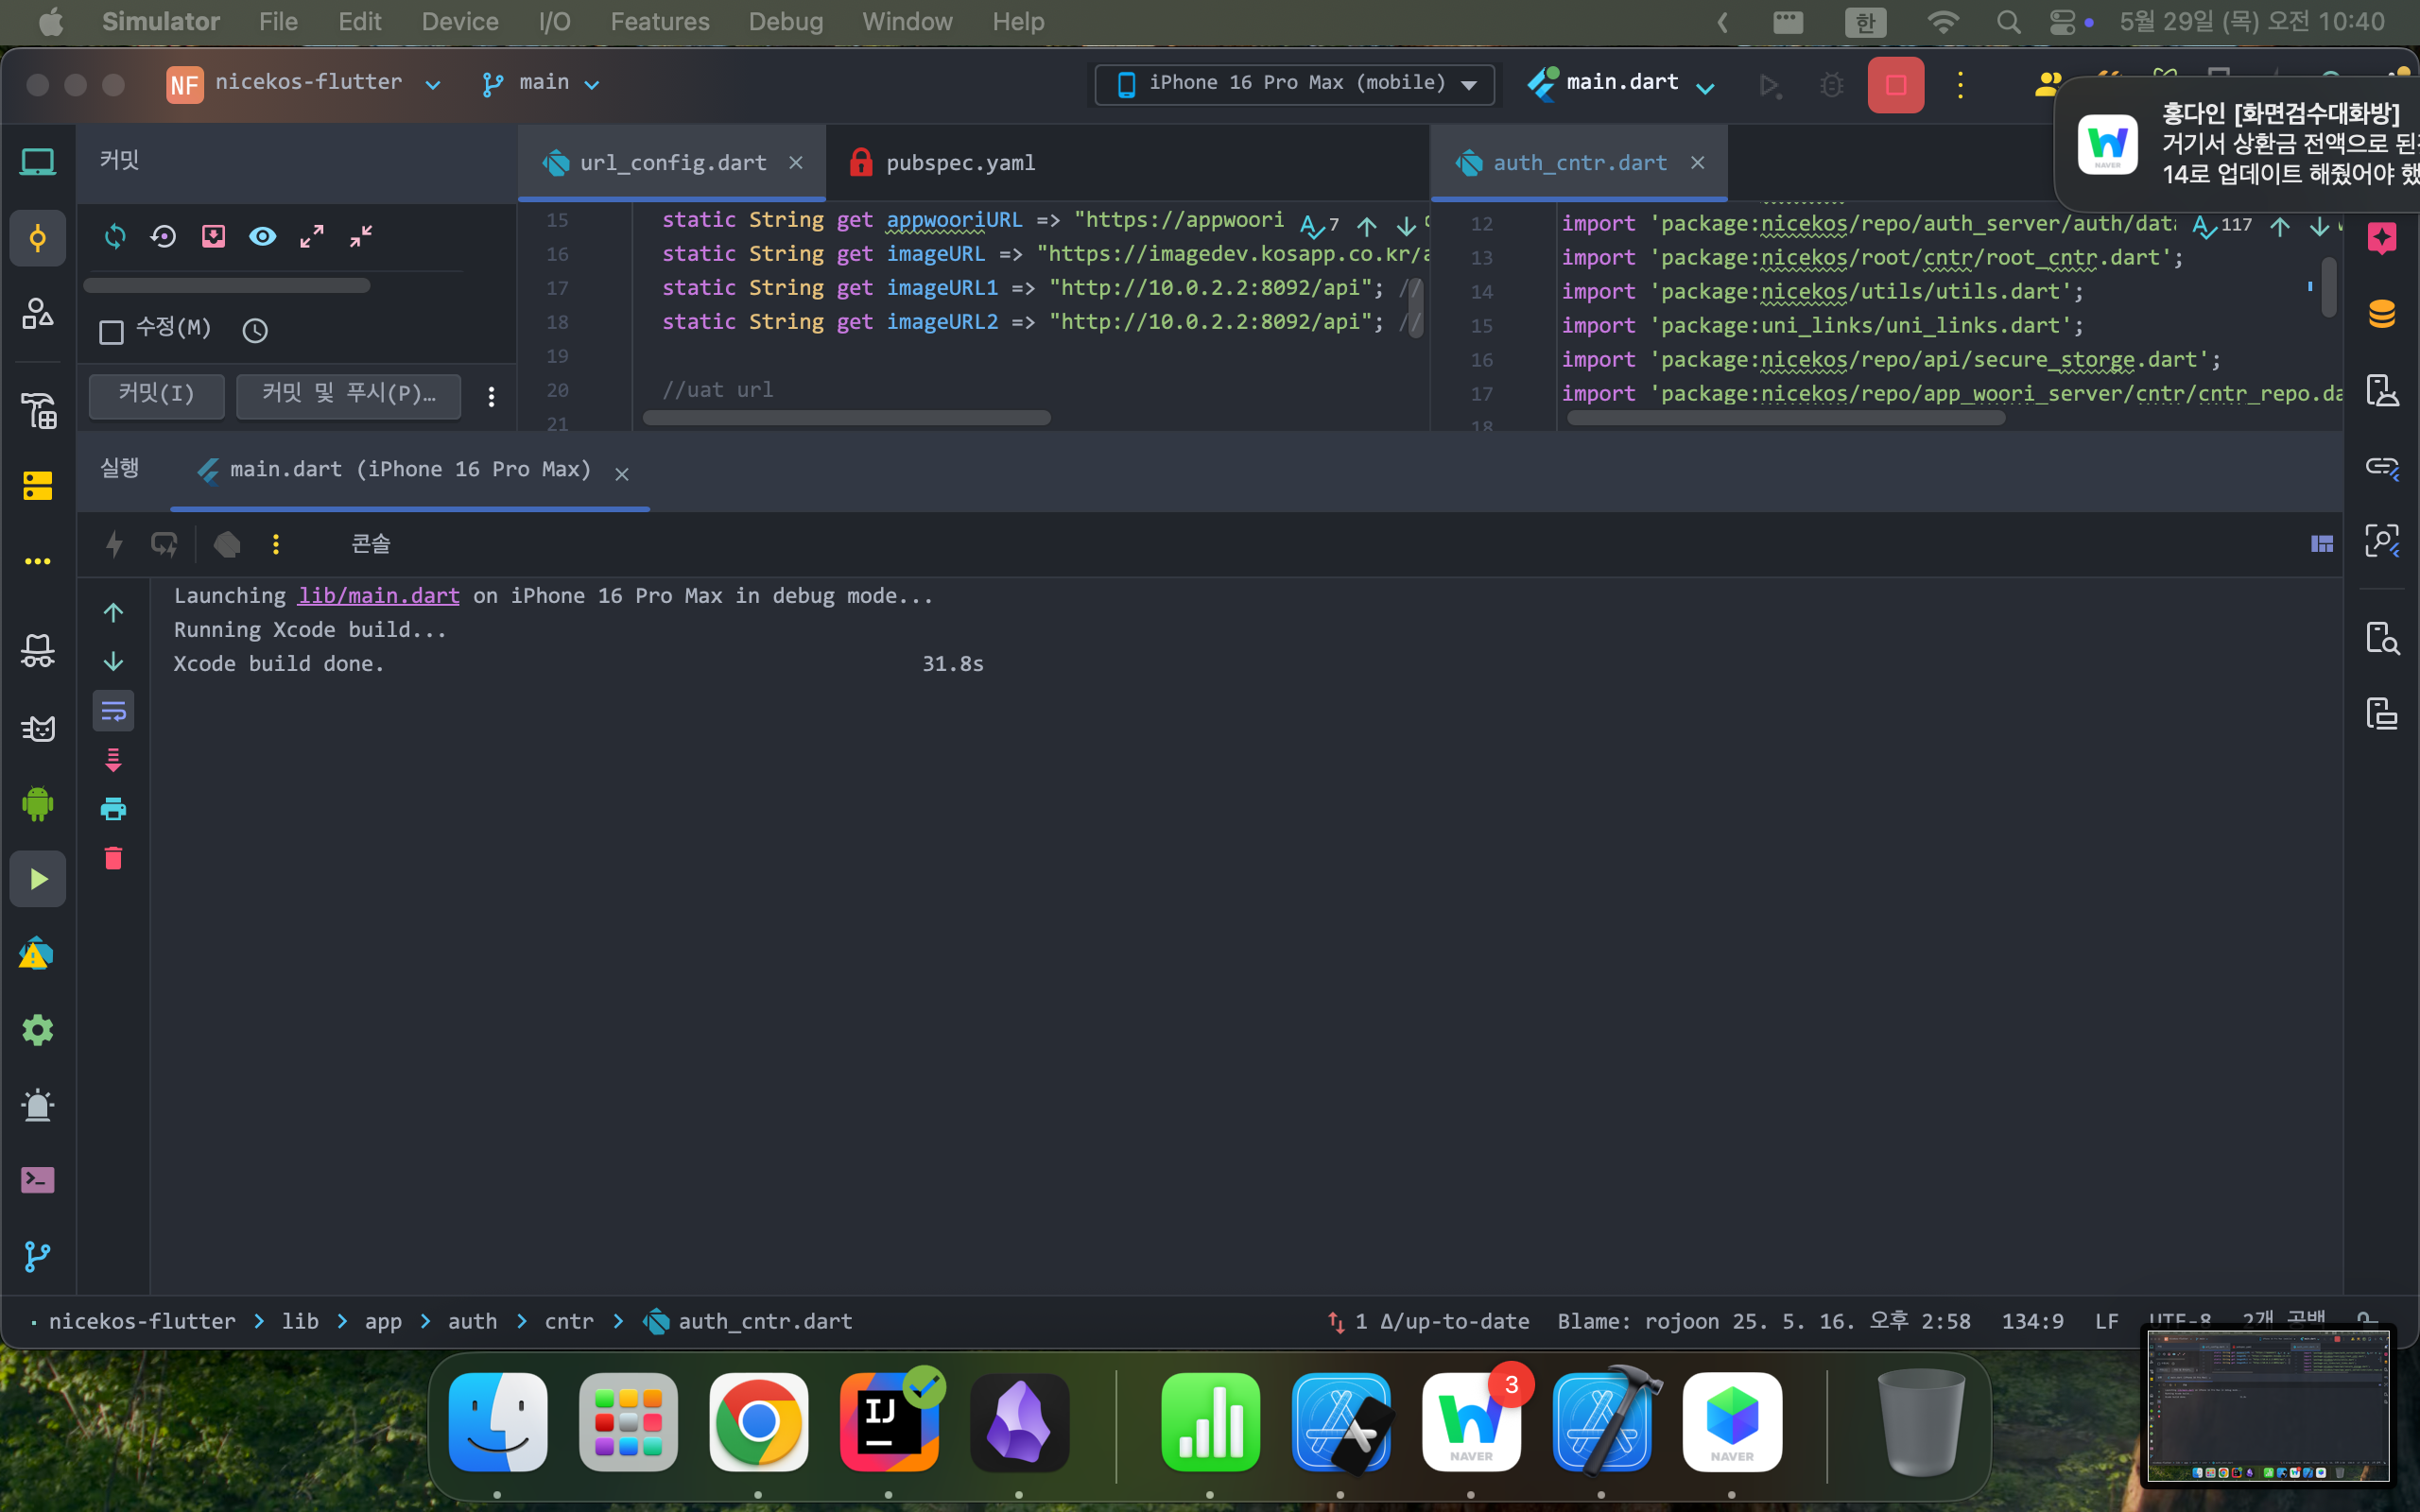 Simulator File Edit Device I/O Features Debug Window Help 한 5월 29일 (목) 오전 10:40
NF nicekos-flutter main iPhone 16 Pro Max (mobile) main.dart
홍다인 [화면검수대화방]
거기서 상환금 전액으로
14로 업데이트 해줬어야
NAVER
커밋
url_config.dart pubspec.yaml auth_cntr.dart
15 static String get appwooriURL => "https://appwoori 7
16 static String get imageURL => "https://imagedev.kosapp.co.kr/
17 static String get imageURL1 => "http://10.0.2.2:8092/api"; //
18 static String get imageURL2 => "http://10.0.2.2:8092/api"; //
19
20 //uat url
21
12 import 'package:nicekos/repo/auth_server/auth/dat 117
13 import 'package:nicekos/root/cntr/root_cntr.dart';
14 import 'package:nicekos/utils/utils.dart';
15 import 'package:uni_links/uni_links.dart';
16 import 'package:nicekos/repo/api/secure_storge.dart';
17 import 'package:nicekos/repo/app_woori_server/cntr/cntr_repo.da
18
수정(M)
커밋(I) 커밋 및 푸시(P)...
실행 main.dart (iPhone 16 Pro Max)
콘솔
Launching lib/main.dart on iPhone 16 Pro Max in debug mode...
Running Xcode build...
Xcode build done. 31.8s
nicekos-flutter lib app auth cntr auth_cntr.dart 1 Δ/up-to-date Blame: rojoon 25. 5. 16. 오후 2:58 134:9 LF UTF-8 2개 공백
IJ
3
NAVER
NAVER